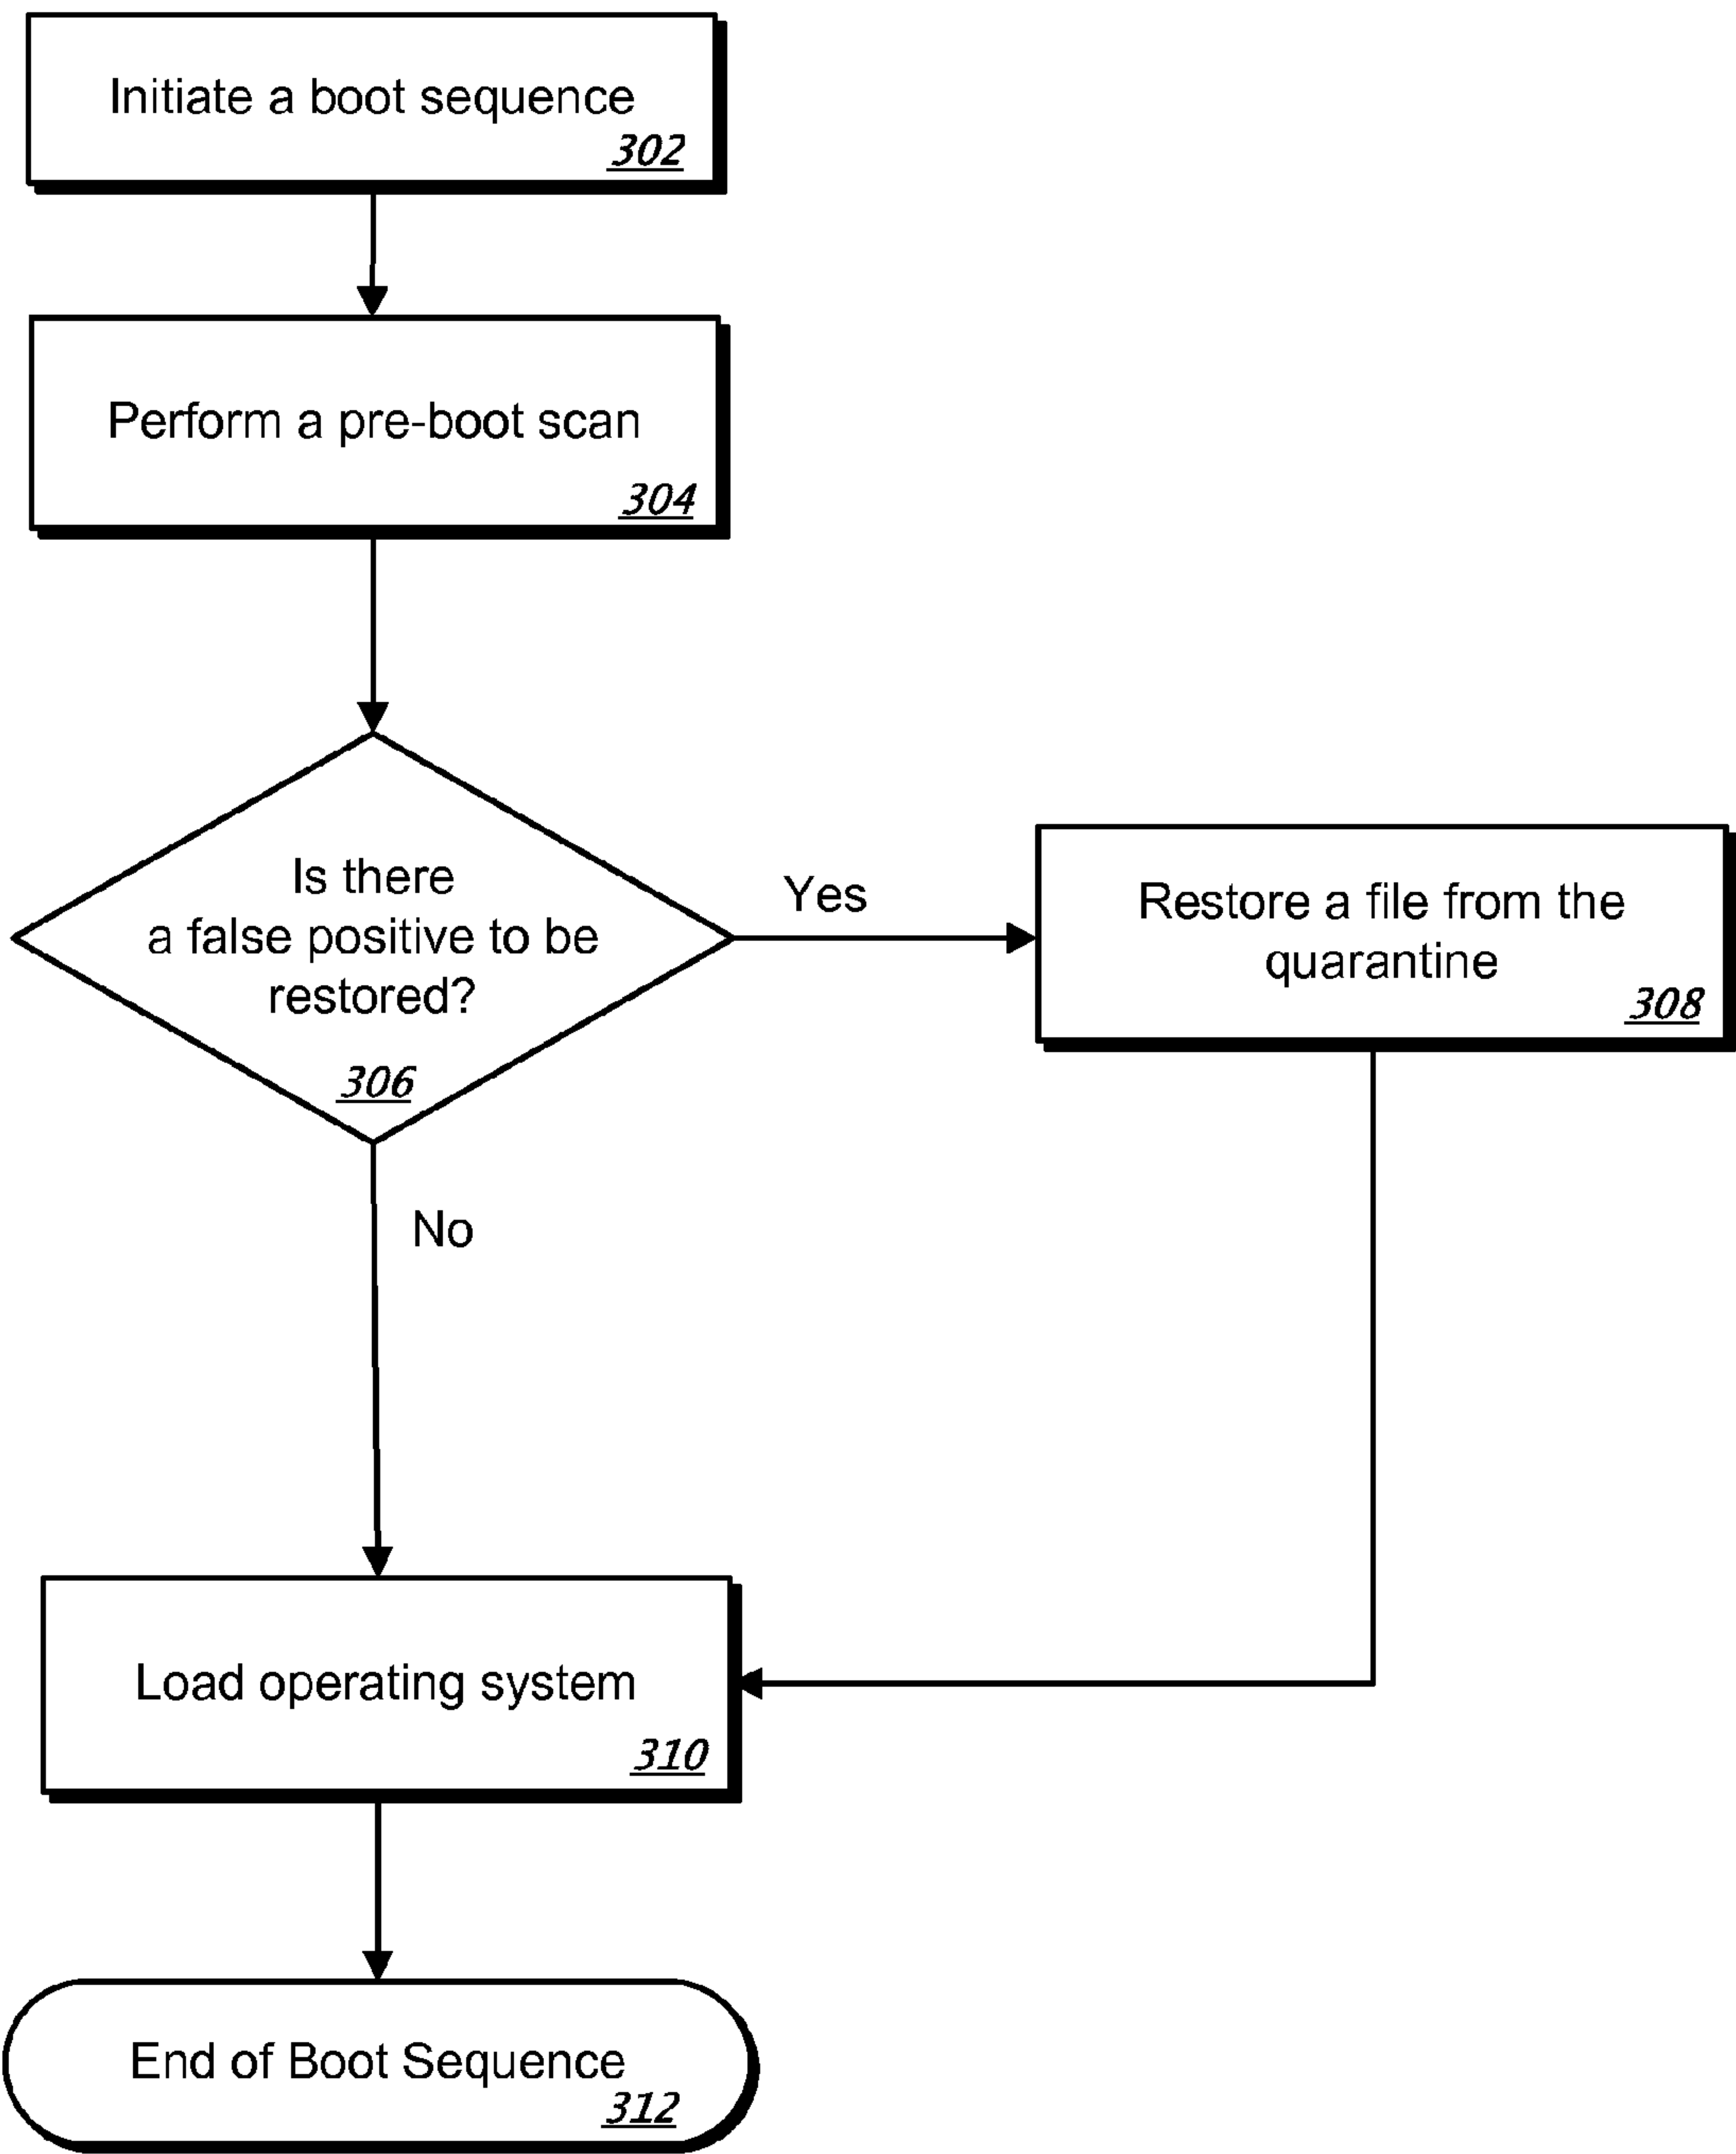 Initiate a boot sequence
302
Perform a pre-boot scan
304
Is there
a false positive to be
restored?
306
Yes
Restore a file from the
quarantine
308
No
Load operating system
310
End of Boot Sequence
312